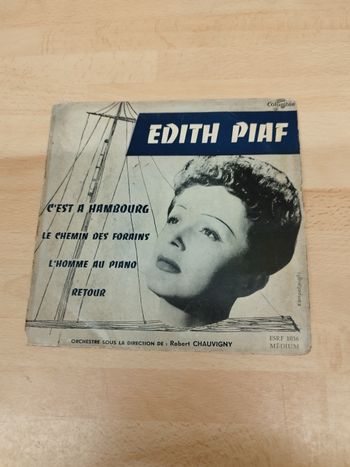 Columbia
EDITH PIAF
C'EST A HAMBOURG
LE CHEMIN DES FORAINS
L'HOMME AU PIANO
RETOUR
ORCHESTRE SOUS LA DIRECTION DE : Robert CHAUVIGNY
ESRF 1036
MEDIUM